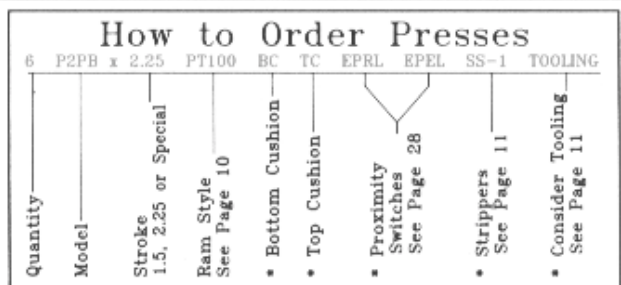 How to Order Presses
6 P2PB x 2.25 PT100 BC TC EPRL EPEL SS-1 TOOLING
Quantity
Model
Stroke
1.5, 2.25 or Special
Ram Style
See Page 10
* Bottom Cushion
* Top Cushion
* Proximity
Switches
See Page 28
* Strippers
See Page 11
* Consider Tooling
See Page 11